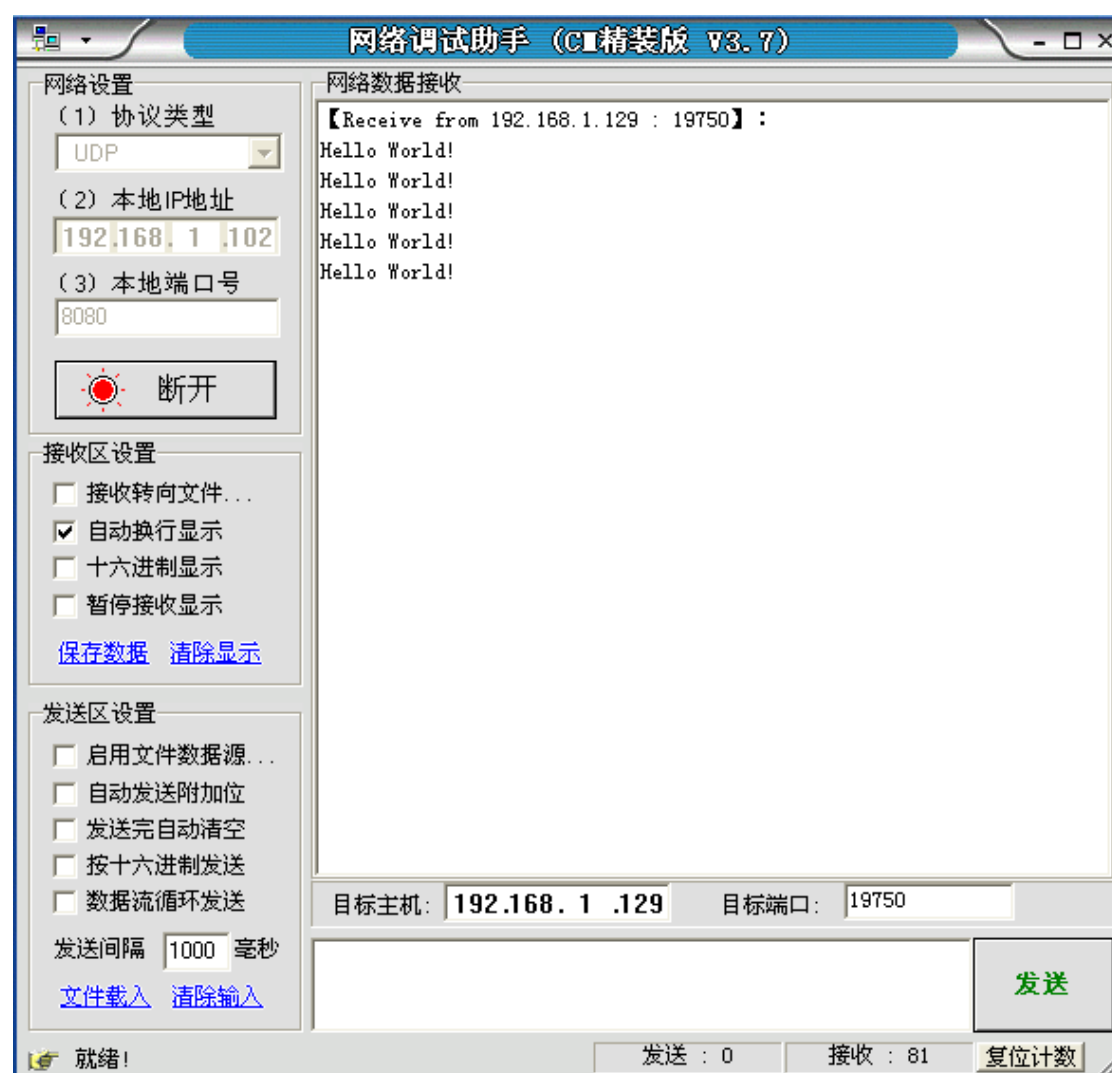 网络调试助手 (CⅢ精装版 V3.7)
网络设置
(1) 协议类型
UDP
(2) 本地IP地址
192.168. 1 .102
(3) 本地端口号
8080
断开
接收区设置
接收转向文件...
自动换行显示
十六进制显示
暂停接收显示
保存数据 清除显示
发送区设置
启用文件数据源...
自动发送附加位
发送完自动清空
按十六进制发送
数据流循环发送
发送间隔 1000 毫秒
文件载入 清除输入
网络数据接收
【Receive from 192.168.1.129 : 19750】:
Hello World!
Hello World!
Hello World!
Hello World!
Hello World!
目标主机: 192.168. 1 .129 目标端口: 19750
发送
就绪! 发送 : 0 接收 : 81 复位计数